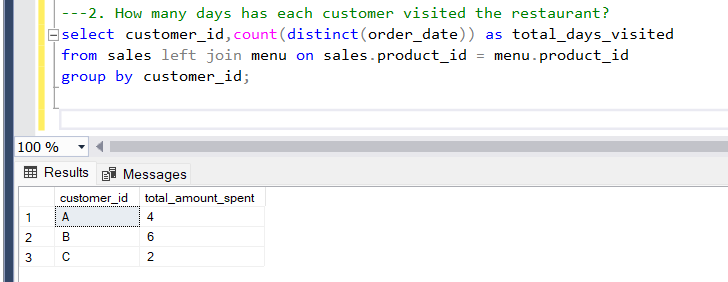 ---2. How many days has each customer visited the restaurant?
select customer_id,count(distinct(order_date)) as total_days_visited
from sales left join menu on sales.product_id = menu.product_id
group by customer_id;
100 %
Results Messages
customer_id total_amount_spent
1 A 4
2 B 6
3 C 2